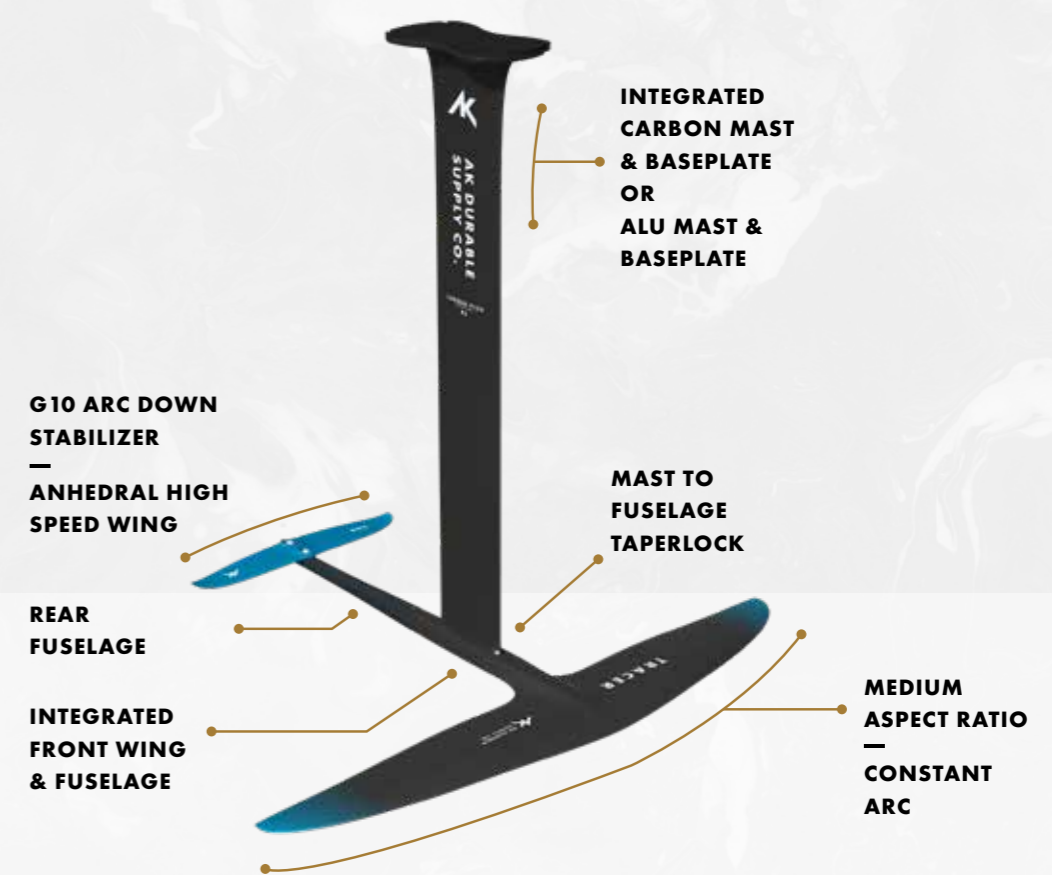 INTEGRATED
CARBON MAST
& BASEPLATE
OR
ALU MAST &
BASEPLATE
AK DURABLE
SUPPLY CO.
G10 ARC DOWN
STABILIZER
ANHEDRAL HIGH
SPEED WING
MAST TO
FUSELAGE
TAPERLOCK
REAR
FUSELAGE
TRACER
INTEGRATED
FRONT WING
& FUSELAGE
MEDIUM
ASPECT RATIO
CONSTANT
ARC